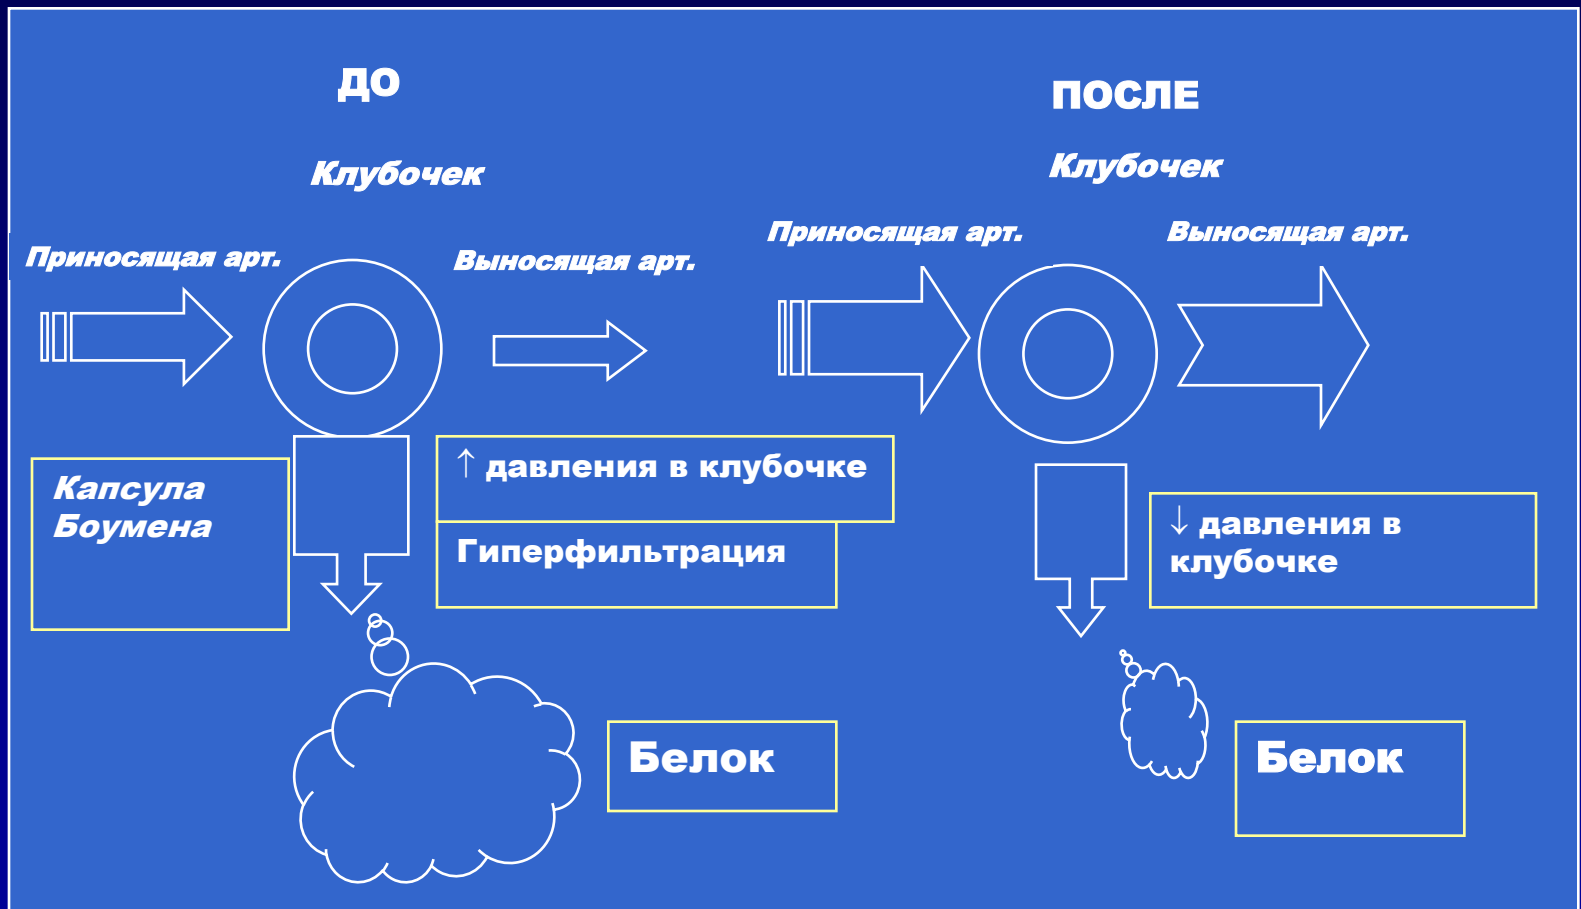 ДО
Клубочек
Приносящая арт.
Выносящая арт.
Капсула
Боумена
↑ давления в клубочке
Гиперфильтрация
Белок
ПОСЛЕ
Клубочек
Приносящая арт.
Выносящая арт.
↓ давления в
клубочке
Белок